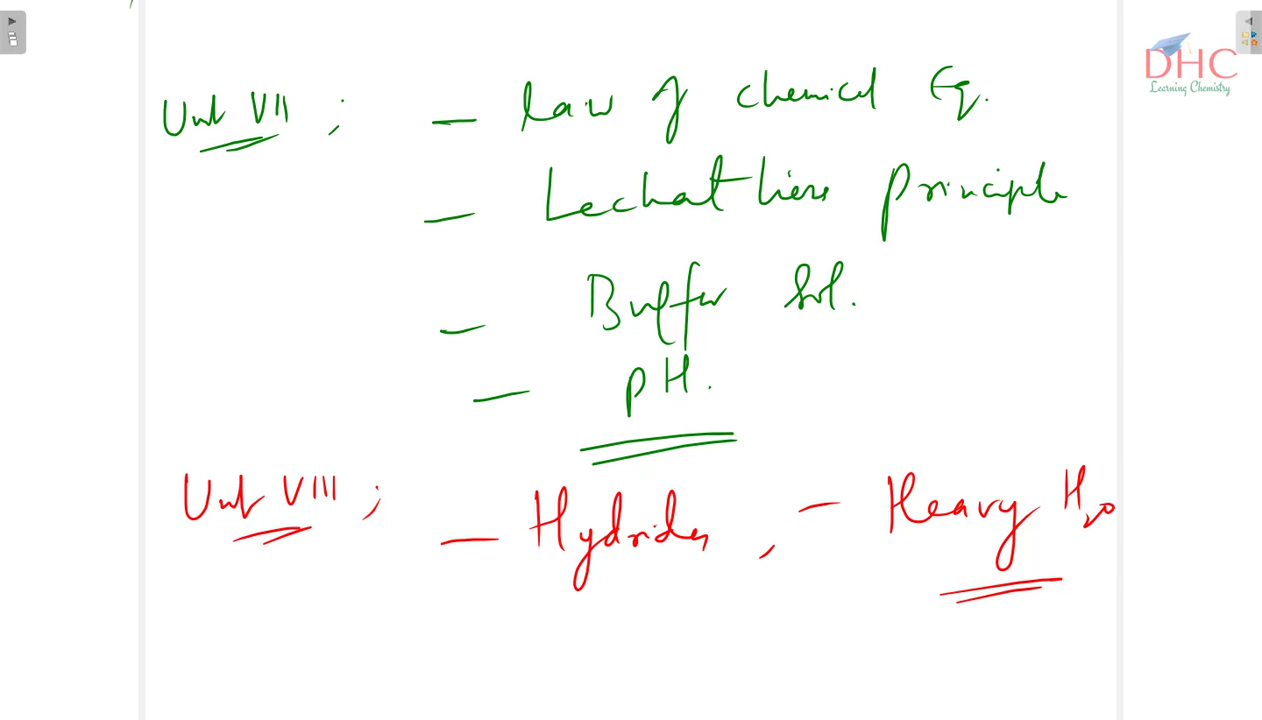 DHC
Learning Chemistry
Unit VII ; — Law of chemical Eq.
— Lechatliers principle
— Buffer Sol.
— pH.
Unit VIII ; — Hydrides, — Heavy H₂O